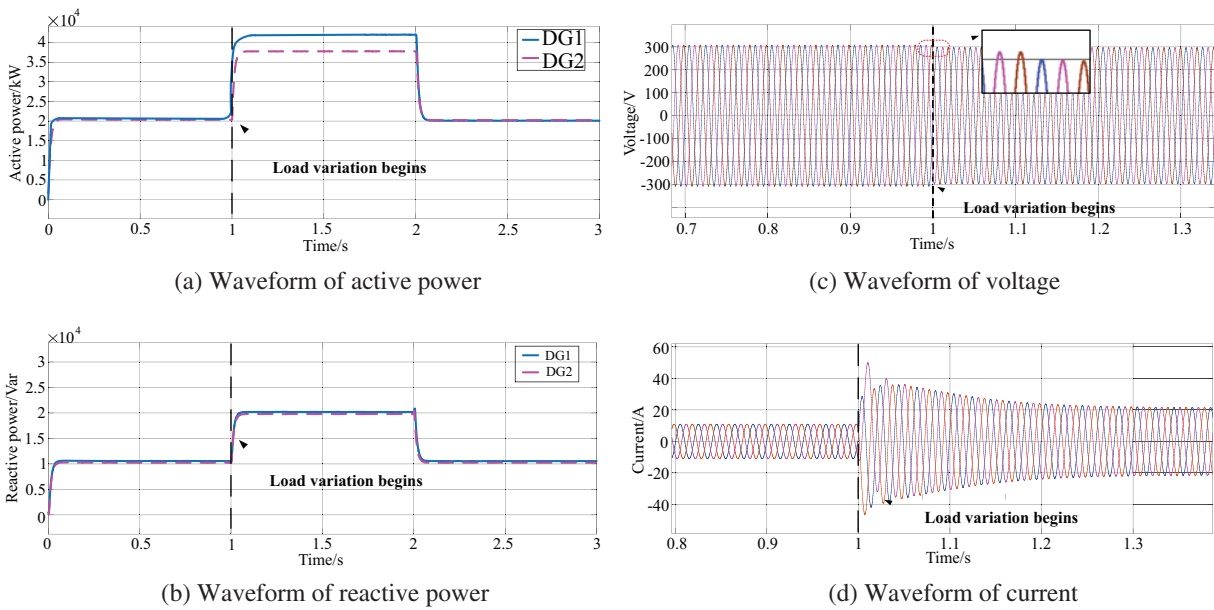 ×10⁴
4
3.5
3
2.5
2
1.5
1
0.5
0
Active power/kW
DG1
DG2
Load variation begins
0 0.5 1 1.5 2 2.5 3
Time/s
(a) Waveform of active power
300
200
100
0
-100
-200
-300
Voltage/V
Load variation begins
0.7 0.8 0.9 1 1.1 1.2 1.3
Time/s
(c) Waveform of voltage
×10⁴
3
2.5
2
1.5
1
0.5
0
Reactive power/Var
DG1
DG2
Load variation begins
0 0.5 1 1.5 2 2.5 3
Time/s
(b) Waveform of reactive power
60
40
20
0
-20
-40
-60
Current/A
Load variation begins
0.8 0.9 1 1.1 1.2 1.3
Time/s
(d) Waveform of current